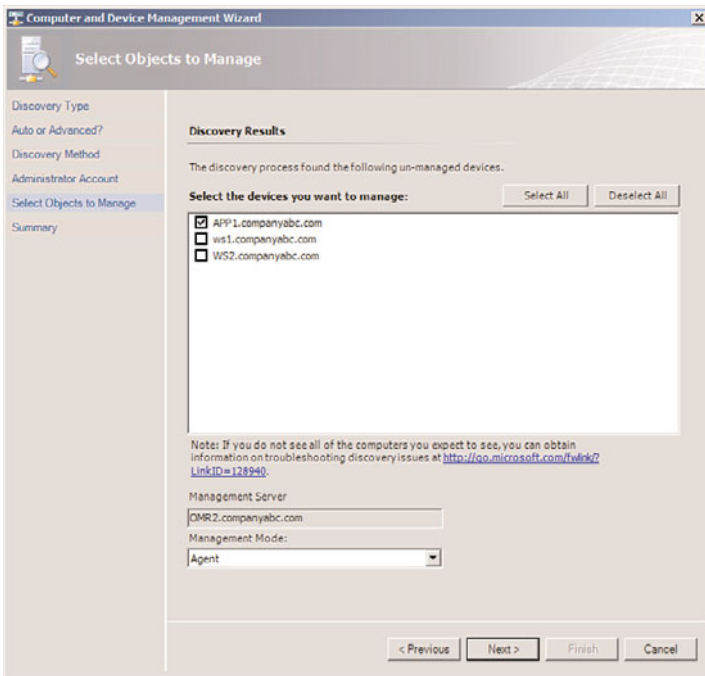 Computer and Device Management Wizard
Select Objects to Manage
Discovery Type
Auto or Advanced?
Discovery Method
Administrator Account
Select Objects to Manage
Summary
Discovery Results
The discovery process found the following un-managed devices.
Select the devices you want to manage:
Select All
Deselect All
APP1.companyabc.com
ws1.companyabc.com
WS2.companyabc.com
Note: If you do not see all of the computers you expect to see, you can obtain
information on troubleshooting discovery issues at http://go.microsoft.com/fwlink/?
LinkID=128940.
Management Server
OMR2.companyabc.com
Management Mode:
Agent
< Previous
Next >
Finish
Cancel